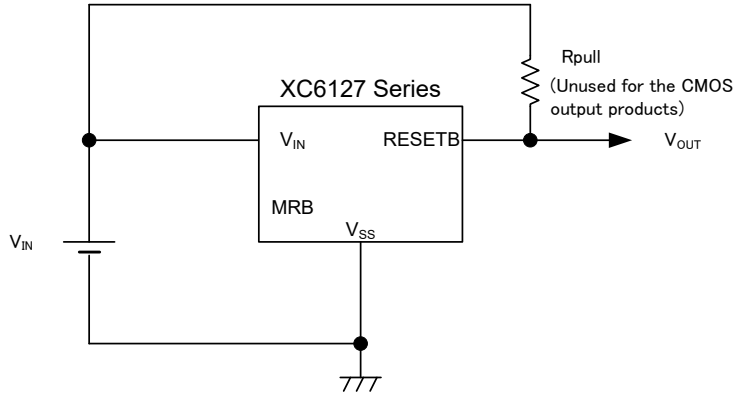 Rpull
(Unused for the CMOS
output products)
XC6127 Series
VIN
RESETB
VOUT
MRB
VSS
VIN